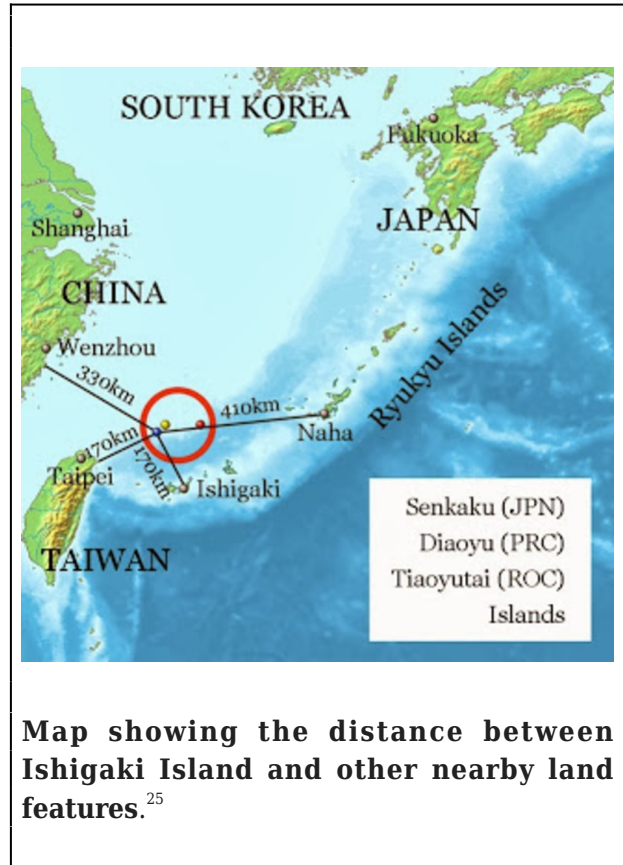 SOUTH KOREA
Fukuoka
JAPAN
Shanghai
CHINA
Wenzhou
330km
Ryukyu Islands
410km
Naha
170km
170km
Taipei
Ishigaki
TAIWAN
Senkaku (JPN)
Diaoyu (PRC)
Tiaoyutai (ROC)
Islands
Map showing the distance between
Ishigaki Island and other nearby land
features.25